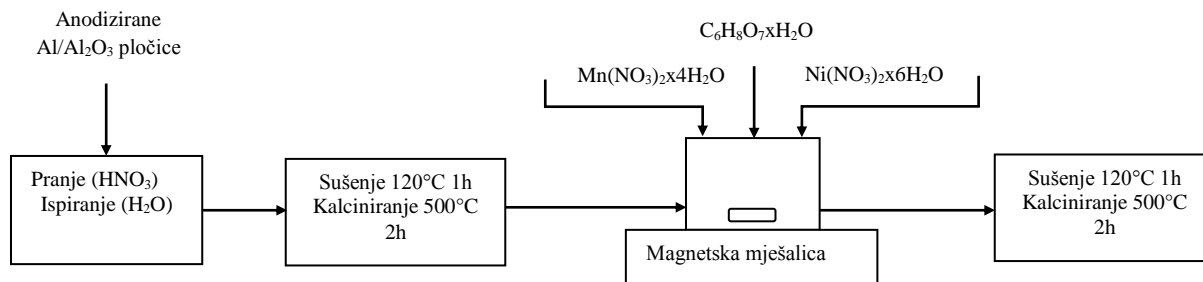 Anodizirane
Al/Al₂O₃ pločice
C₆H₈O₇xH₂O
Mn(NO₃)₂x4H₂O
Ni(NO₃)₂x6H₂O
Pranje (HNO₃)
Ispiranje (H₂O)
Sušenje 120°C 1h
Kalciniranje 500°C
2h
Magnetska mješalica
Sušenje 120°C 1h
Kalciniranje 500°C
2h